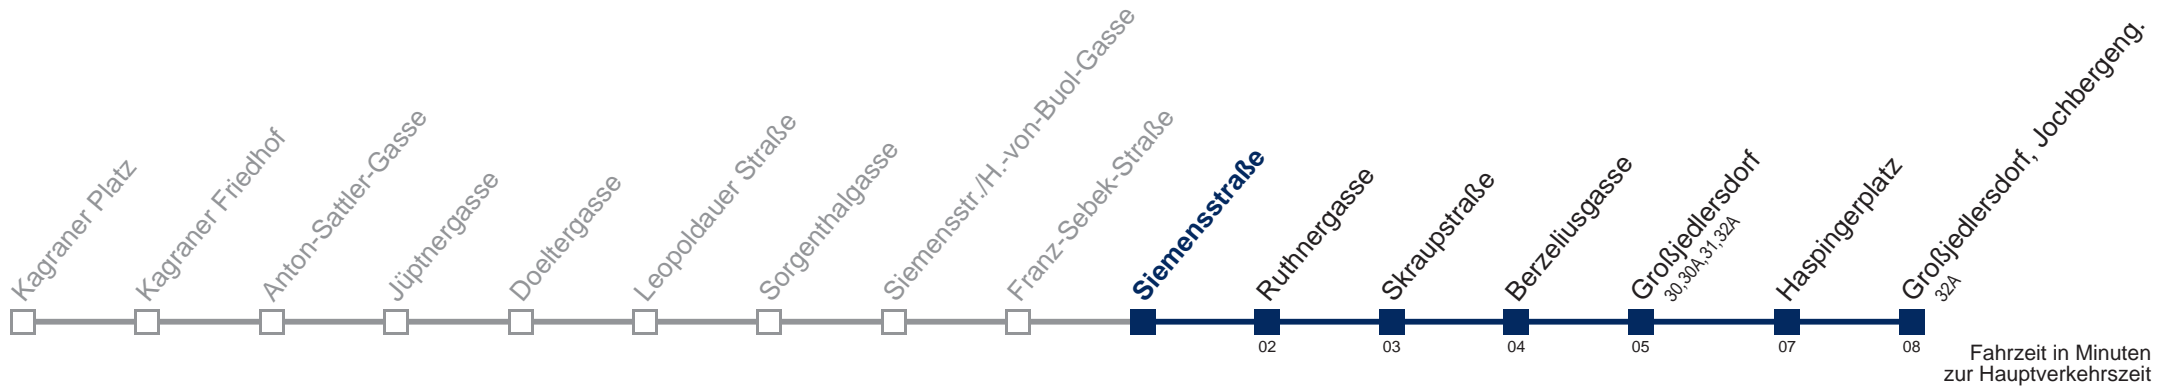 Kagraner Platz
Kagraner Friedhof
Anton-Sattler-Gasse
Jüptnergasse
Doeltergasse
Leopoldauer Straße
Sorgenthalgasse
Siemensstr./H.-von-Buol-Gasse
Franz-Sebek-Straße
Siemensstraße
Ruthnergasse
02
Skraupstraße
03
Berzeliusgasse
04
Großjedlersdorf
30,30A,31,32A
05
Haspingerplatz
07
Großjedlersdorf, Jochbergeng.
32A
08
Fahrzeit in Minuten
zur Hauptverkehrszeit